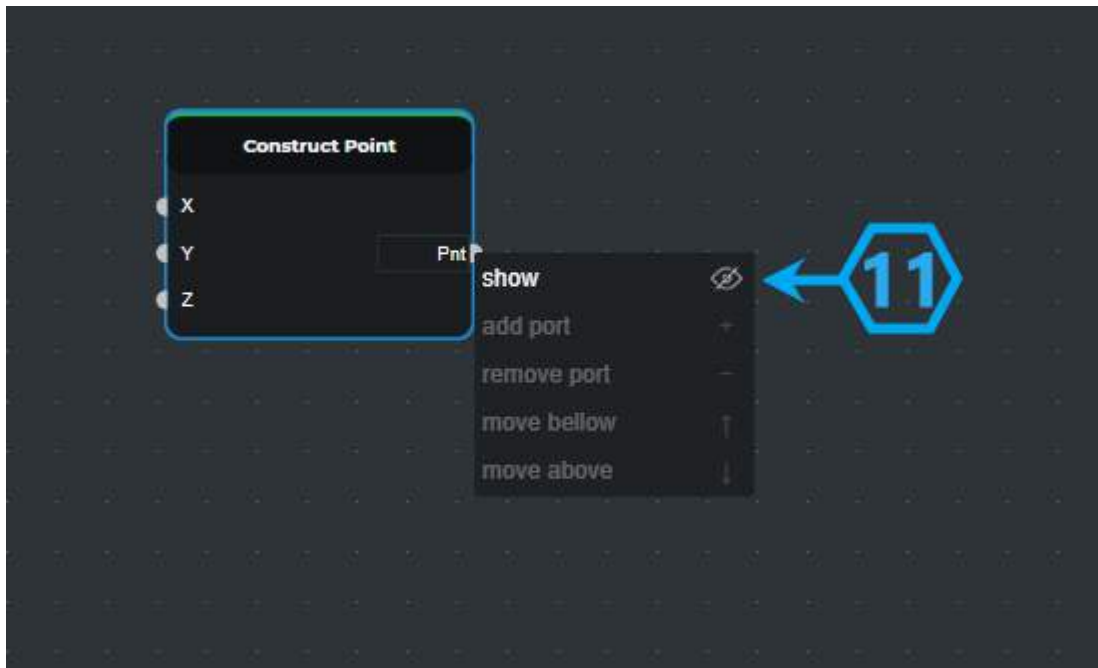 Construct Point
X
Y
Pnt
Z
show
11
add port
+
remove port
-
move bellow
↑
move above
↓